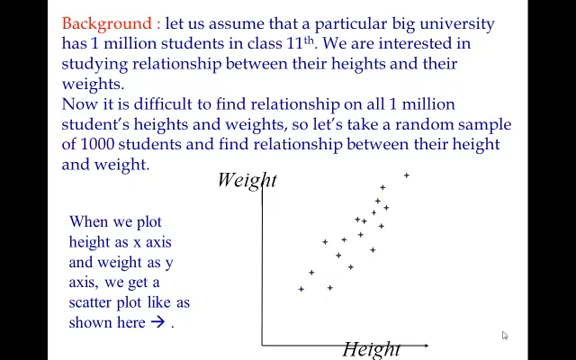 Background : let us assume that a particular big university
has 1 million students in class 11th. We are interested in
studying relationship between their heights and their
weights.
Now it is difficult to find relationship on all 1 million
student's heights and weights, so let's take a random sample
of 1000 students and find relationship between their height
and weight.
Weight
When we plot
height as x axis
and weight as y
axis, we get a
scatter plot like as
shown here → .
Height